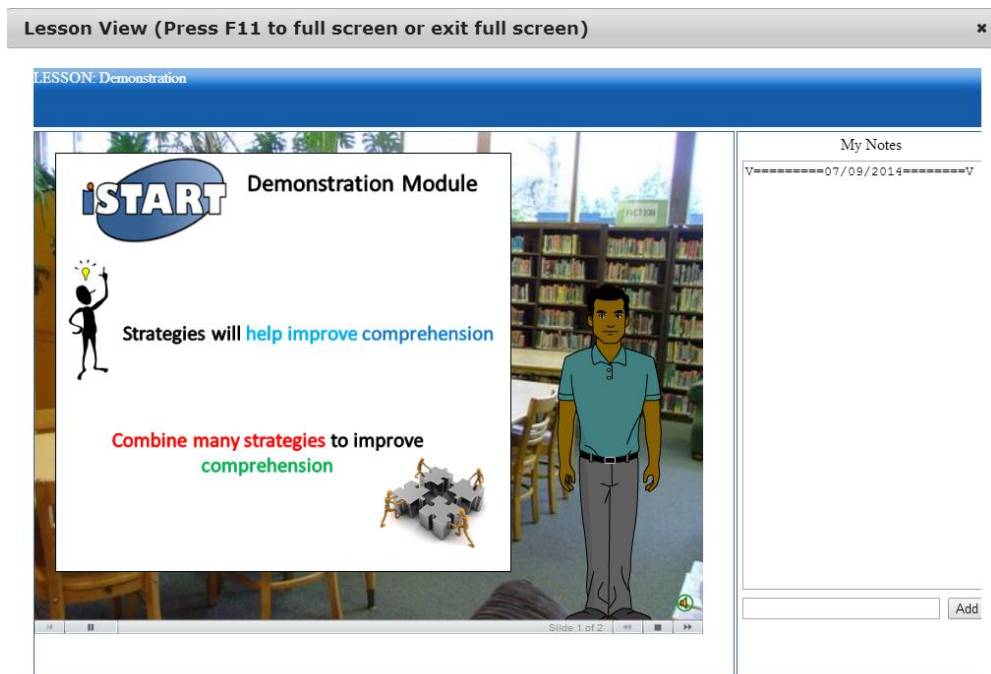 Lesson View (Press F11 to full screen or exit full screen)
×
LESSON: Demonstration
iSTART
Demonstration Module
Strategies will help improve comprehension
Combine many strategies to improve
comprehension
FICTION
My Notes
V=========07/09/2014========V
Add
Slide 1 of 2